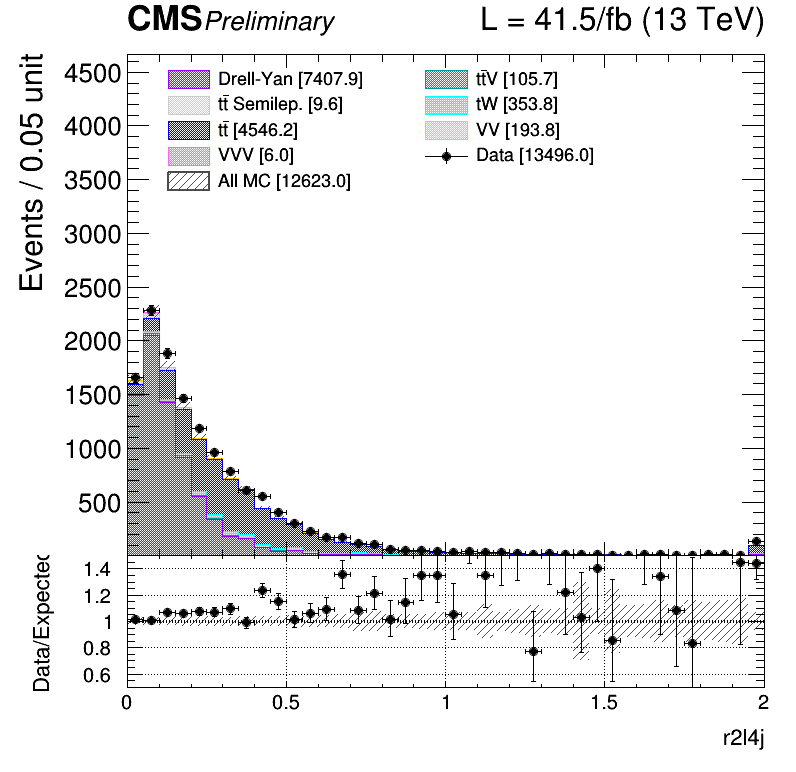 CMS Preliminary L = 41.5/fb (13 TeV)
Events / 0.05 unit
4500
4000
3500
3000
2500
2000
1500
1000
500
Drell-Yan [7407.9]
tt̄ Semilep. [9.6]
tt̄ [4546.2]
VVV [6.0]
All MC [12623.0]
tt̄V [105.7]
tW [353.8]
VV [193.8]
Data [13496.0]
Data/Expected
1.4
1.2
1
0.8
0.6
0 0.5 1 1.5 2
r2l4j